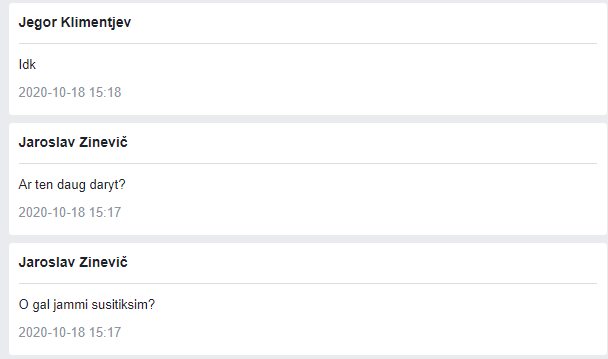 Jegor Klimentjev
Idk
2020-10-18 15:18
Jaroslav Zinevič
Ar ten daug daryt?
2020-10-18 15:17
Jaroslav Zinevič
O gal jammi susitiksim?
2020-10-18 15:17